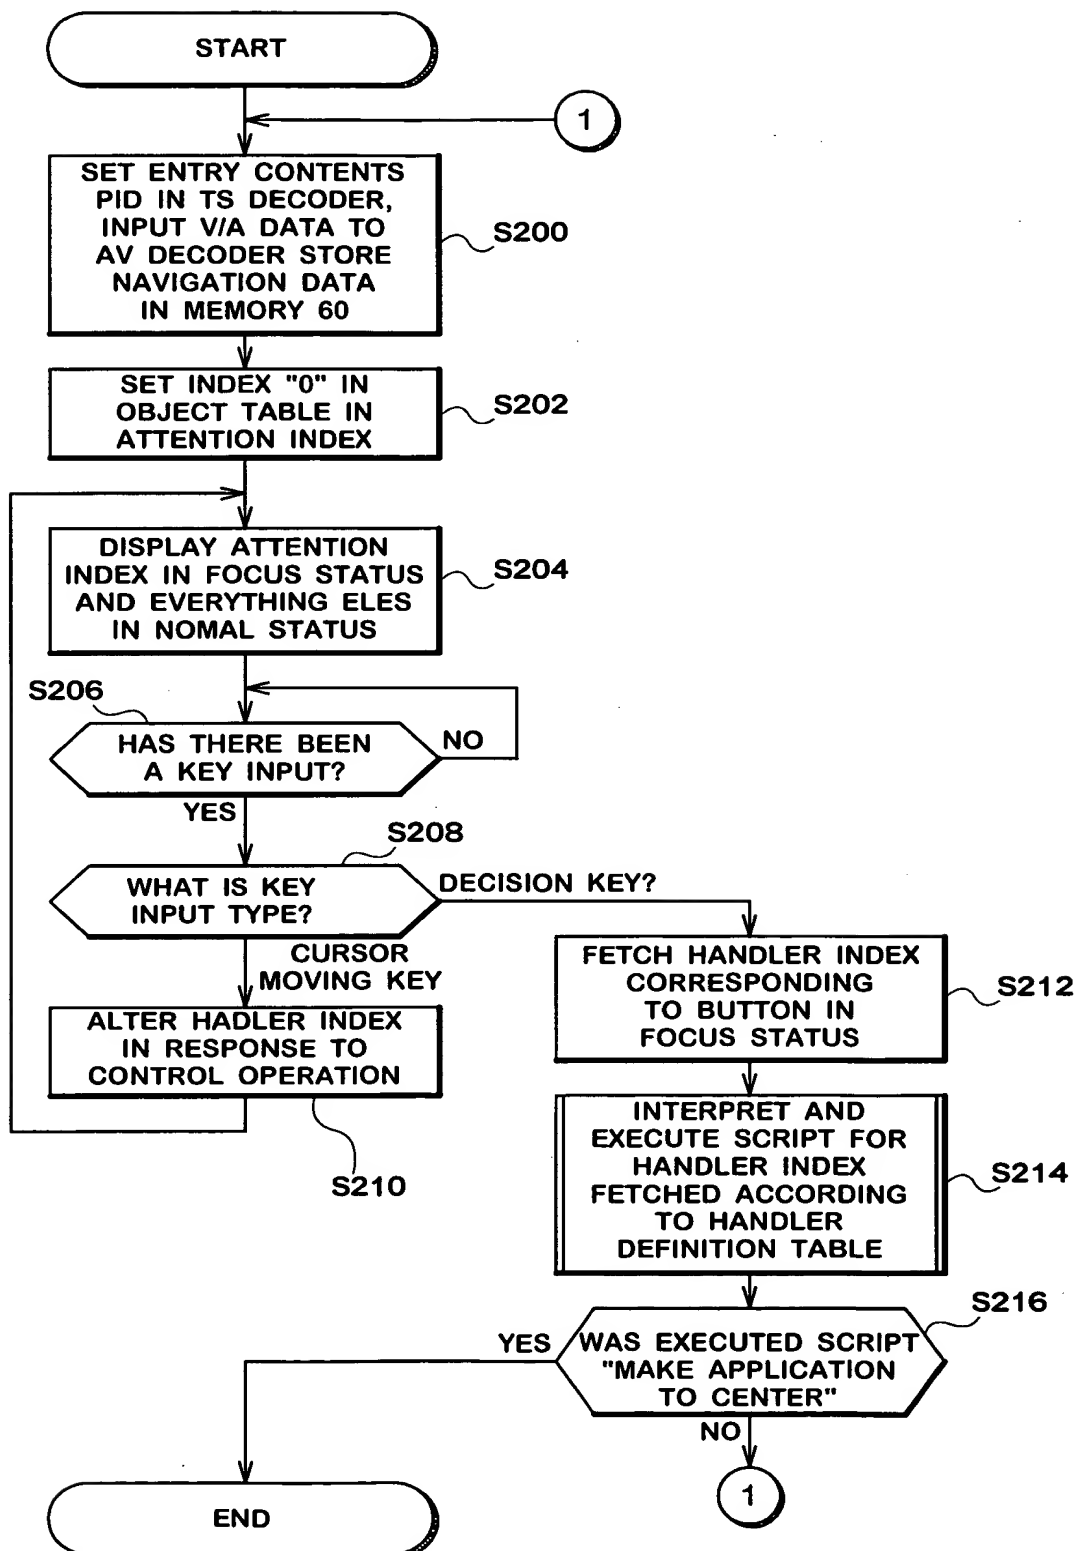 START
1
SET ENTRY CONTENTS
PID IN TS DECODER,
INPUT V/A DATA TO
AV DECODER STORE
NAVIGATION DATA
IN MEMORY 60
S200
SET INDEX "0" IN
OBJECT TABLE IN
ATTENTION INDEX
S202
DISPLAY ATTENTION
INDEX IN FOCUS STATUS
AND EVERYTHING ELES
IN NOMAL STATUS
S204
S206
HAS THERE BEEN
A KEY INPUT?
NO
YES
S208
WHAT IS KEY
INPUT TYPE?
DECISION KEY?
CURSOR
MOVING KEY
ALTER HADLER INDEX
IN RESPONSE TO
CONTROL OPERATION
S210
FETCH HANDLER INDEX
CORRESPONDING
TO BUTTON IN
FOCUS STATUS
S212
INTERPRET AND
EXECUTE SCRIPT FOR
HANDLER INDEX
FETCHED ACCORDING
TO HANDLER
DEFINITION TABLE
S214
S216
WAS EXECUTED SCRIPT
"MAKE APPLICATION
TO CENTER"
YES
NO
1
END